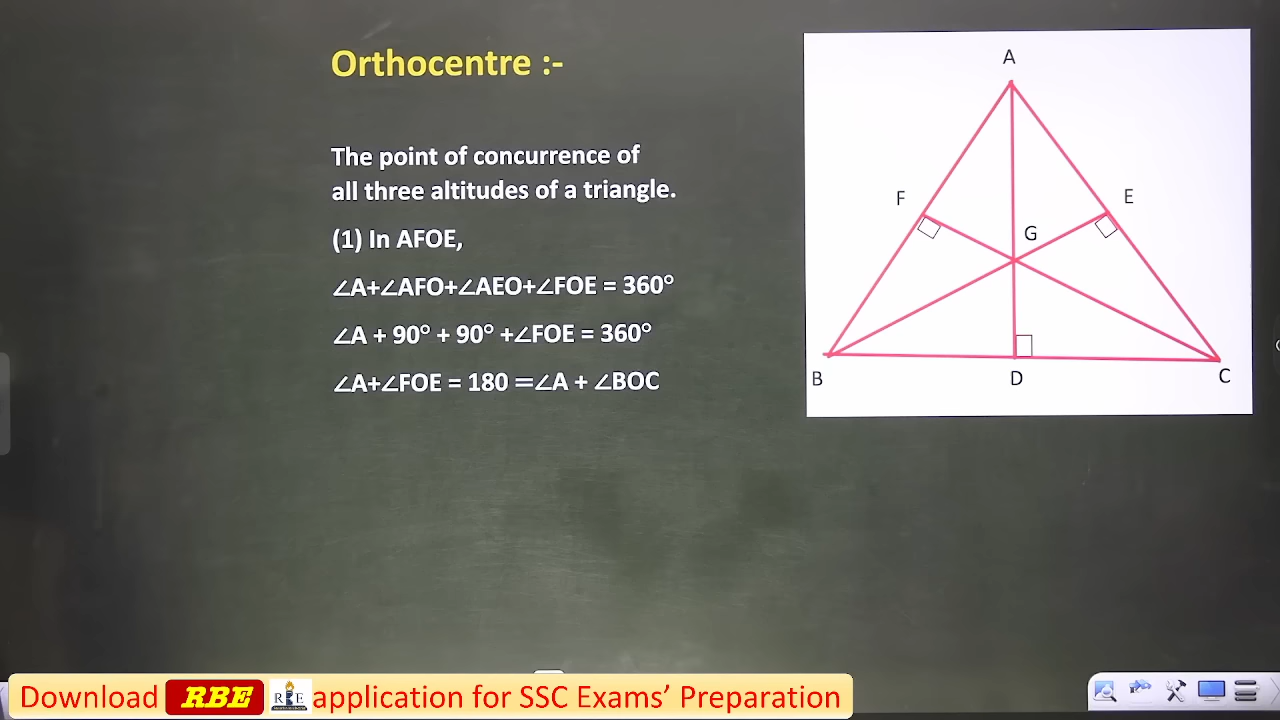 Orthocentre :-
The point of concurrence of
all three altitudes of a triangle.
(1) In AFOE,
∠A+∠AFO+∠AEO+∠FOE = 360°
∠A + 90° + 90° +∠FOE = 360°
∠A+∠FOE = 180 =∠A + ∠BOC
A
F
E
G
B
D
C
Download RBE RBE application for SSC Exams’ Preparation